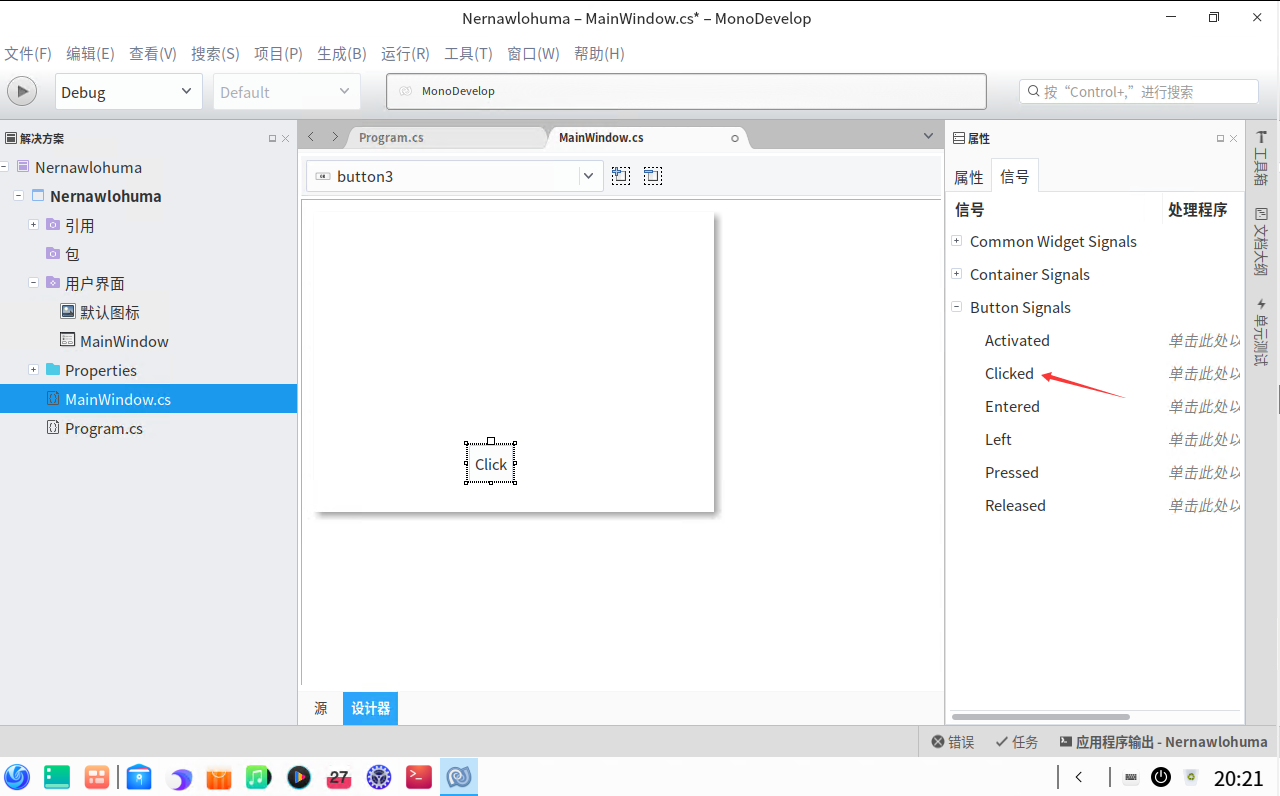 Nernawlohuma – MainWindow.cs* – MonoDevelop
文件(F) 编辑(E) 查看(V) 搜索(S) 项目(P) 生成(B) 运行(R) 工具(T) 窗口(W) 帮助(H)
Debug
Default
MonoDevelop
按“Control+,”进行搜索
解决方案
Nernawlohuma
Nernawlohuma
引用
包
用户界面
默认图标
MainWindow
Properties
MainWindow.cs
Program.cs
Program.cs
MainWindow.cs
button3
Click
源
设计器
属性
属性
信号
信号 处理程序
Common Widget Signals
Container Signals
Button Signals
Activated 单击此处以
Clicked 单击此处以
Entered 单击此处以
Left 单击此处以
Pressed 单击此处以
Released 单击此处以
工具箱
文档大纲
单元测试
错误 任务 应用程序输出 - Nernawlohuma
27
20:21